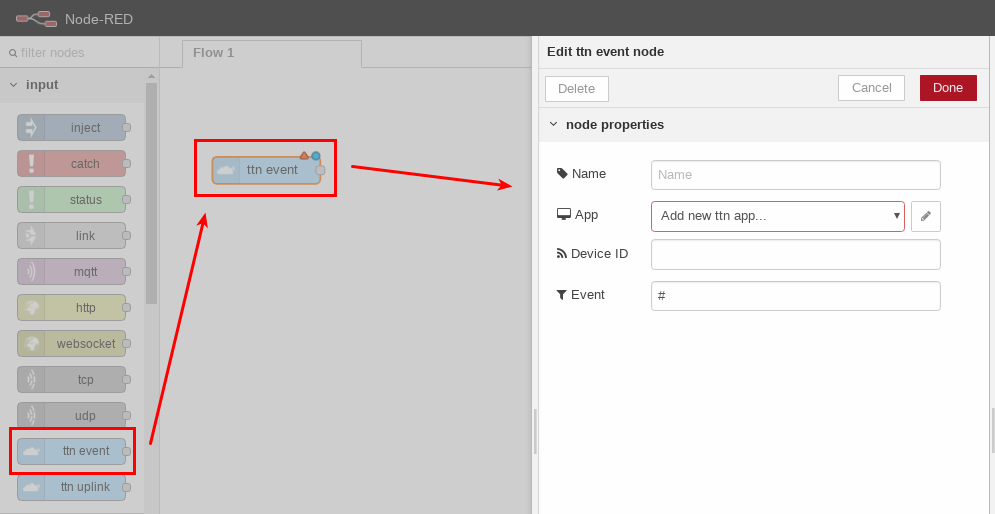 Node-RED
filter nodes
Flow 1
input
inject
catch
status
link
mqtt
http
websocket
tcp
udp
ttn event
ttn uplink
ttn event
Edit ttn event node
Delete
Cancel
Done
node properties
Name
Name
App
Add new ttn app...
Device ID
Event
#